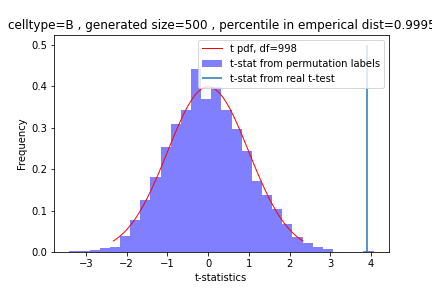 celltype=B , generated size=500 , percentile in emperical dist=0.9995
0.5
0.4
0.3
0.2
0.1
0.0
Frequency
t pdf, df=998
t-stat from permutation labels
t-stat from real t-test
−3 −2 −1 0 1 2 3 4
t-statistics